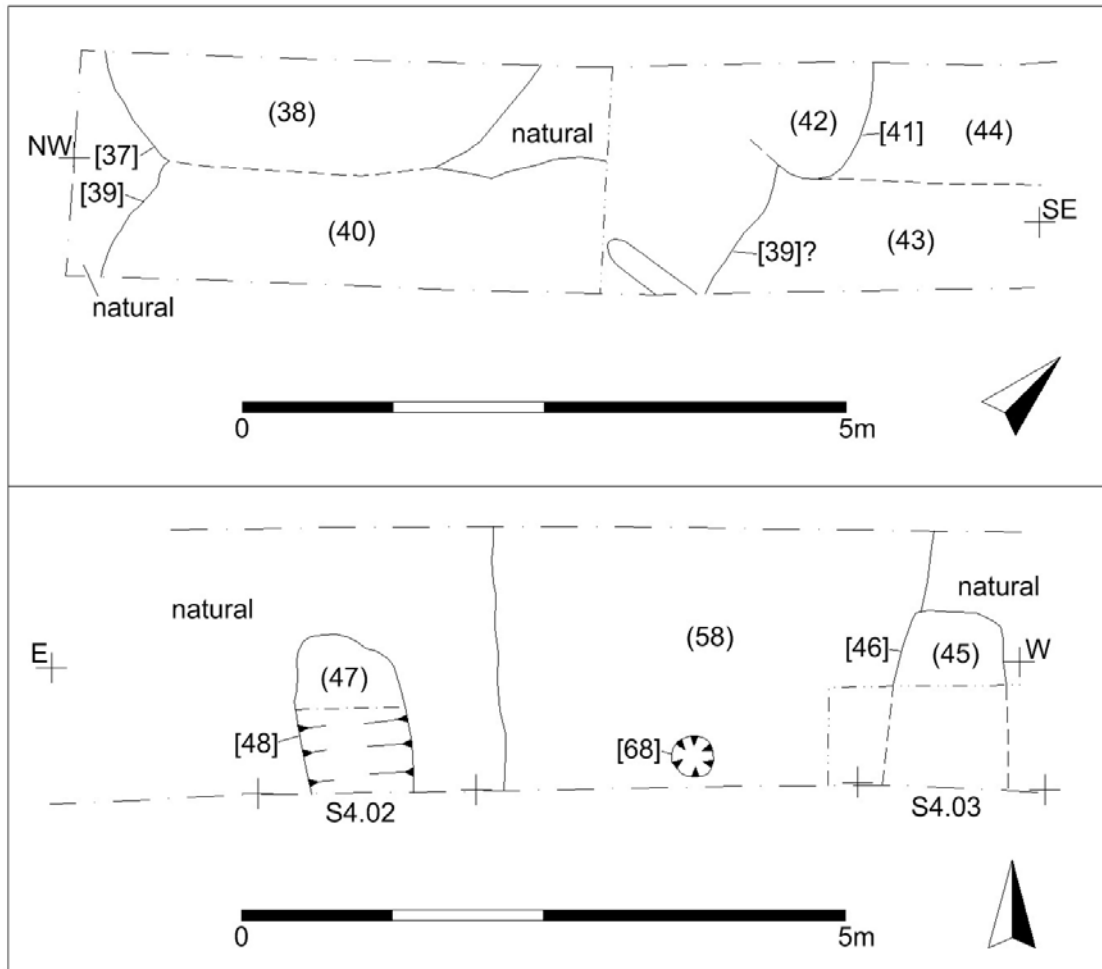 (38)
natural
(42)
[41]
(44)
NW
[37]
[39]
(40)
SE
(43)
[39]?
natural
0
5m
natural
(58)
natural
E
(47)
[46]
(45)
W
[48]
[68]
S4.02
S4.03
0
5m